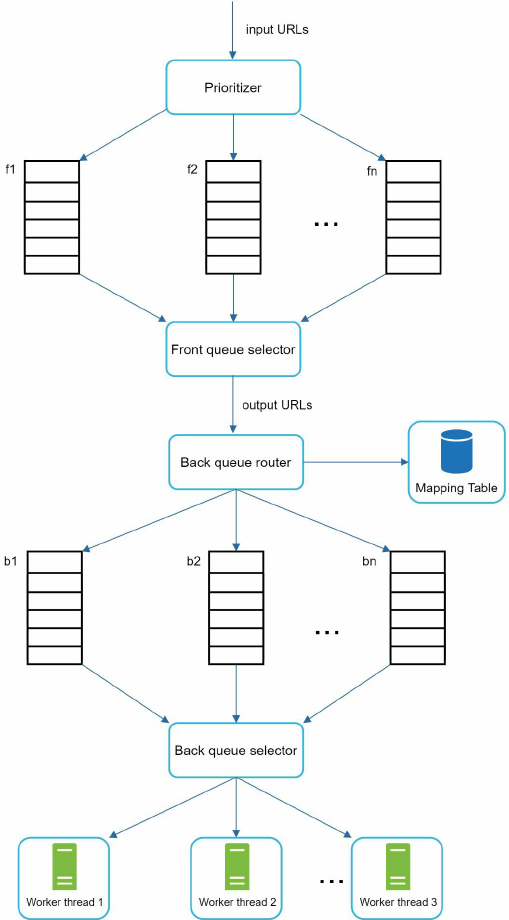 input URLs
Prioritizer
f1
f2
fn
...
Front queue selector
output URLs
Back queue router
Mapping Table
b1
b2
bn
...
Back queue selector
Worker thread 1
Worker thread 2
...
Worker thread 3